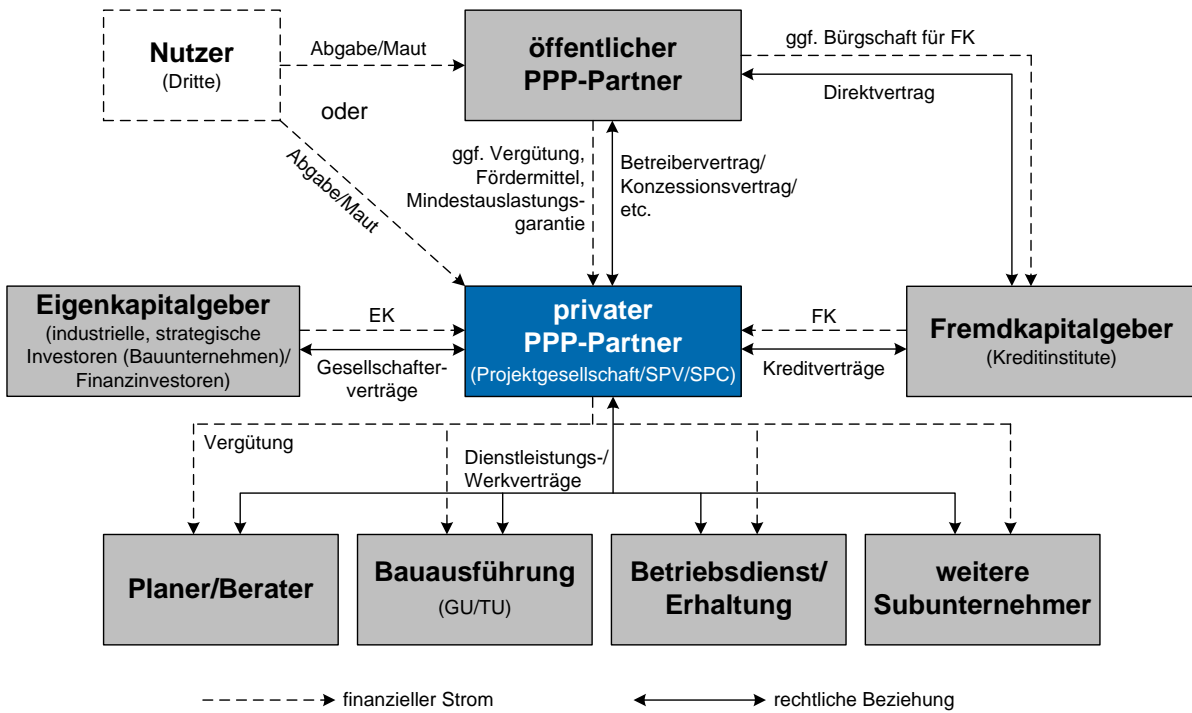 Nutzer
(Dritte)
Abgabe/Maut
oder
Abgabe/Maut
öffentlicher
PPP-Partner
ggf. Bürgschaft für FK
Direktvertrag
ggf. Vergütung,
Fördermittel,
Mindestauslastungs-
garantie
Betreibervertrag/
Konzessionsvertrag/
etc.
Eigenkapitalgeber
(industrielle, strategische
Investoren (Bauunternehmen)/
Finanzinvestoren)
EK
Gesellschafter-
verträge
privater
PPP-Partner
(Projektgesellschaft/SPV/SPC)
FK
Kreditverträge
Fremdkapitalgeber
(Kreditinstitute)
Vergütung
Dienstleistungs-/
Werkverträge
Planer/Berater
Bauausführung
(GU/TU)
Betriebsdienst/
Erhaltung
weitere
Subunternehmer
finanzieller Strom
rechtliche Beziehung